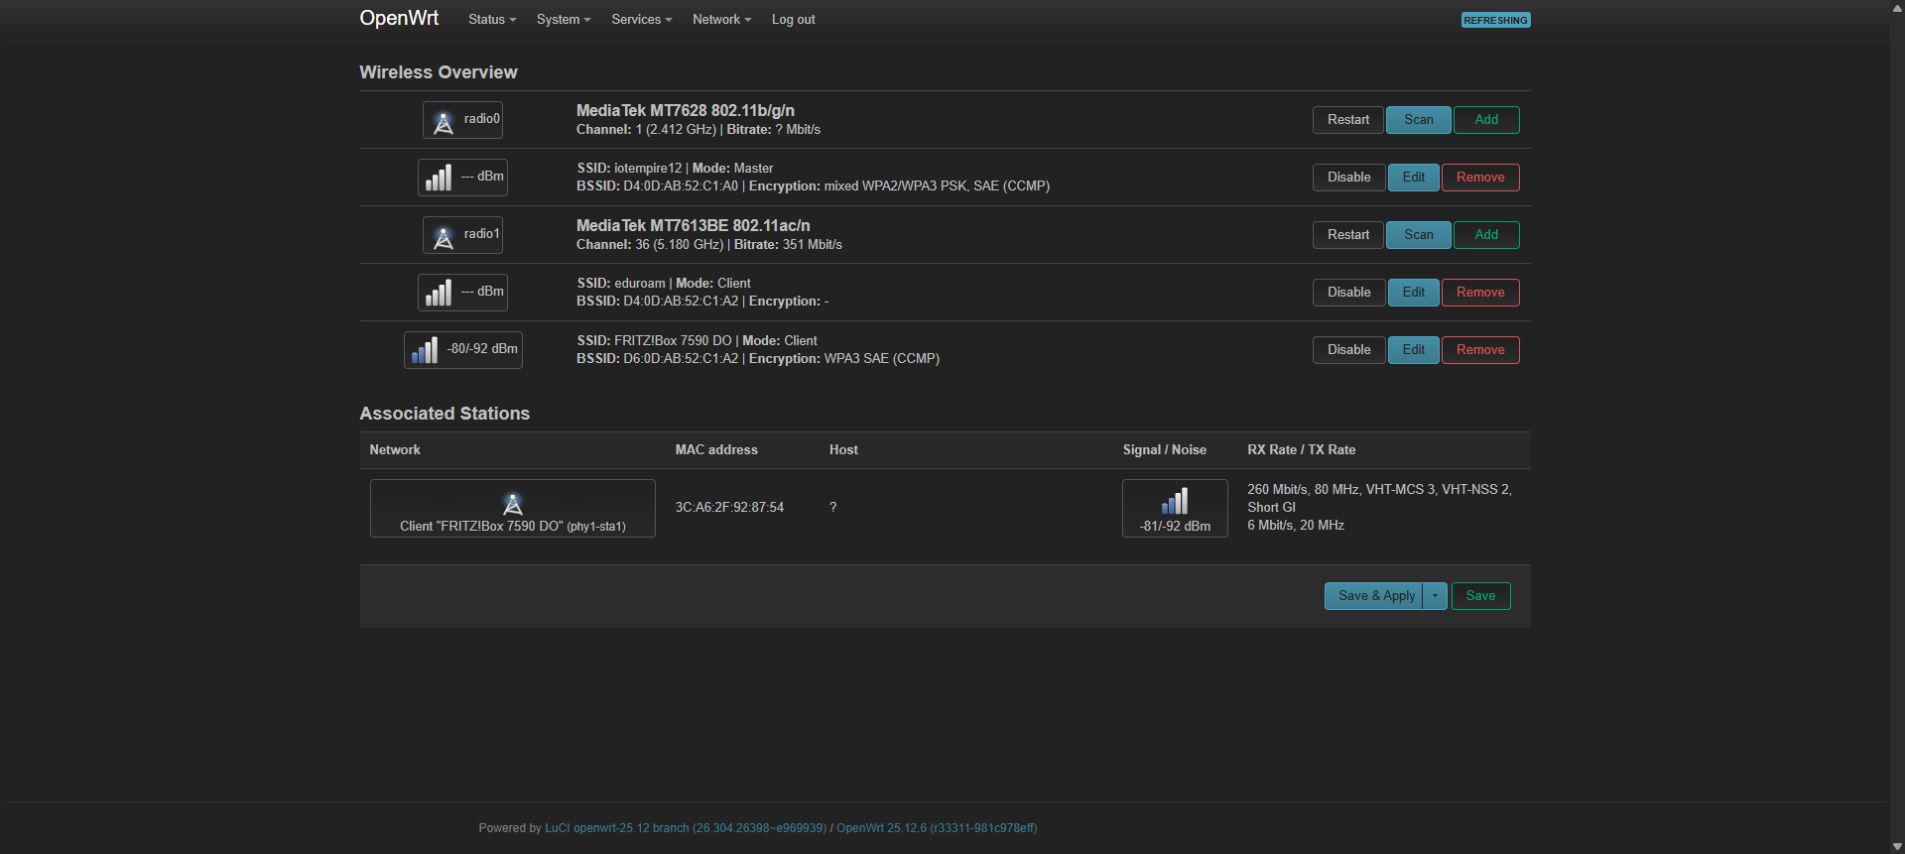 OpenWrt Status System Services Network Log out REFRESHING
Wireless Overview
radio0
MediaTek MT7628 802.11b/g/n
Channel: 1 (2.412 GHz) | Bitrate: ? Mbit/s
Restart Scan Add
--- dBm
SSID: iotempire12 | Mode: Master
BSSID: D4:0D:AB:52:C1:A0 | Encryption: mixed WPA2/WPA3 PSK, SAE (CCMP)
Disable Edit Remove
radio1
MediaTek MT7613BE 802.11ac/n
Channel: 36 (5.180 GHz) | Bitrate: 351 Mbit/s
Restart Scan Add
--- dBm
SSID: eduroam | Mode: Client
BSSID: D4:0D:AB:52:C1:A2 | Encryption: -
Disable Edit Remove
-80/-92 dBm
SSID: FRITZ!Box 7590 DO | Mode: Client
BSSID: D6:0D:AB:52:C1:A2 | Encryption: WPA3 SAE (CCMP)
Disable Edit Remove
Associated Stations
Network MAC address Host Signal / Noise RX Rate / TX Rate
Client "FRITZ!Box 7590 DO" (phy1-sta1)
3C:A6:2F:92:87:54
?
-81/-92 dBm
260 Mbit/s, 80 MHz, VHT-MCS 3, VHT-NSS 2,
Short GI
6 Mbit/s, 20 MHz
Save & Apply Save
Powered by LuCI openwrt-25.12 branch (26.304.26398~e969939) / OpenWrt 25.12.6 (r33311-981c978eff)